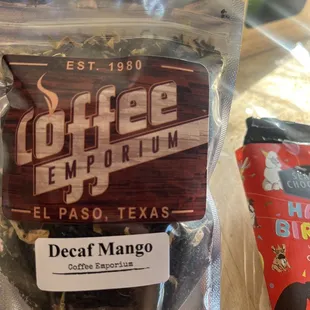 EST. 1980
Coffee
EMPORIUM
EL PASO, TEXAS
Decaf Mango
Coffee Emporium